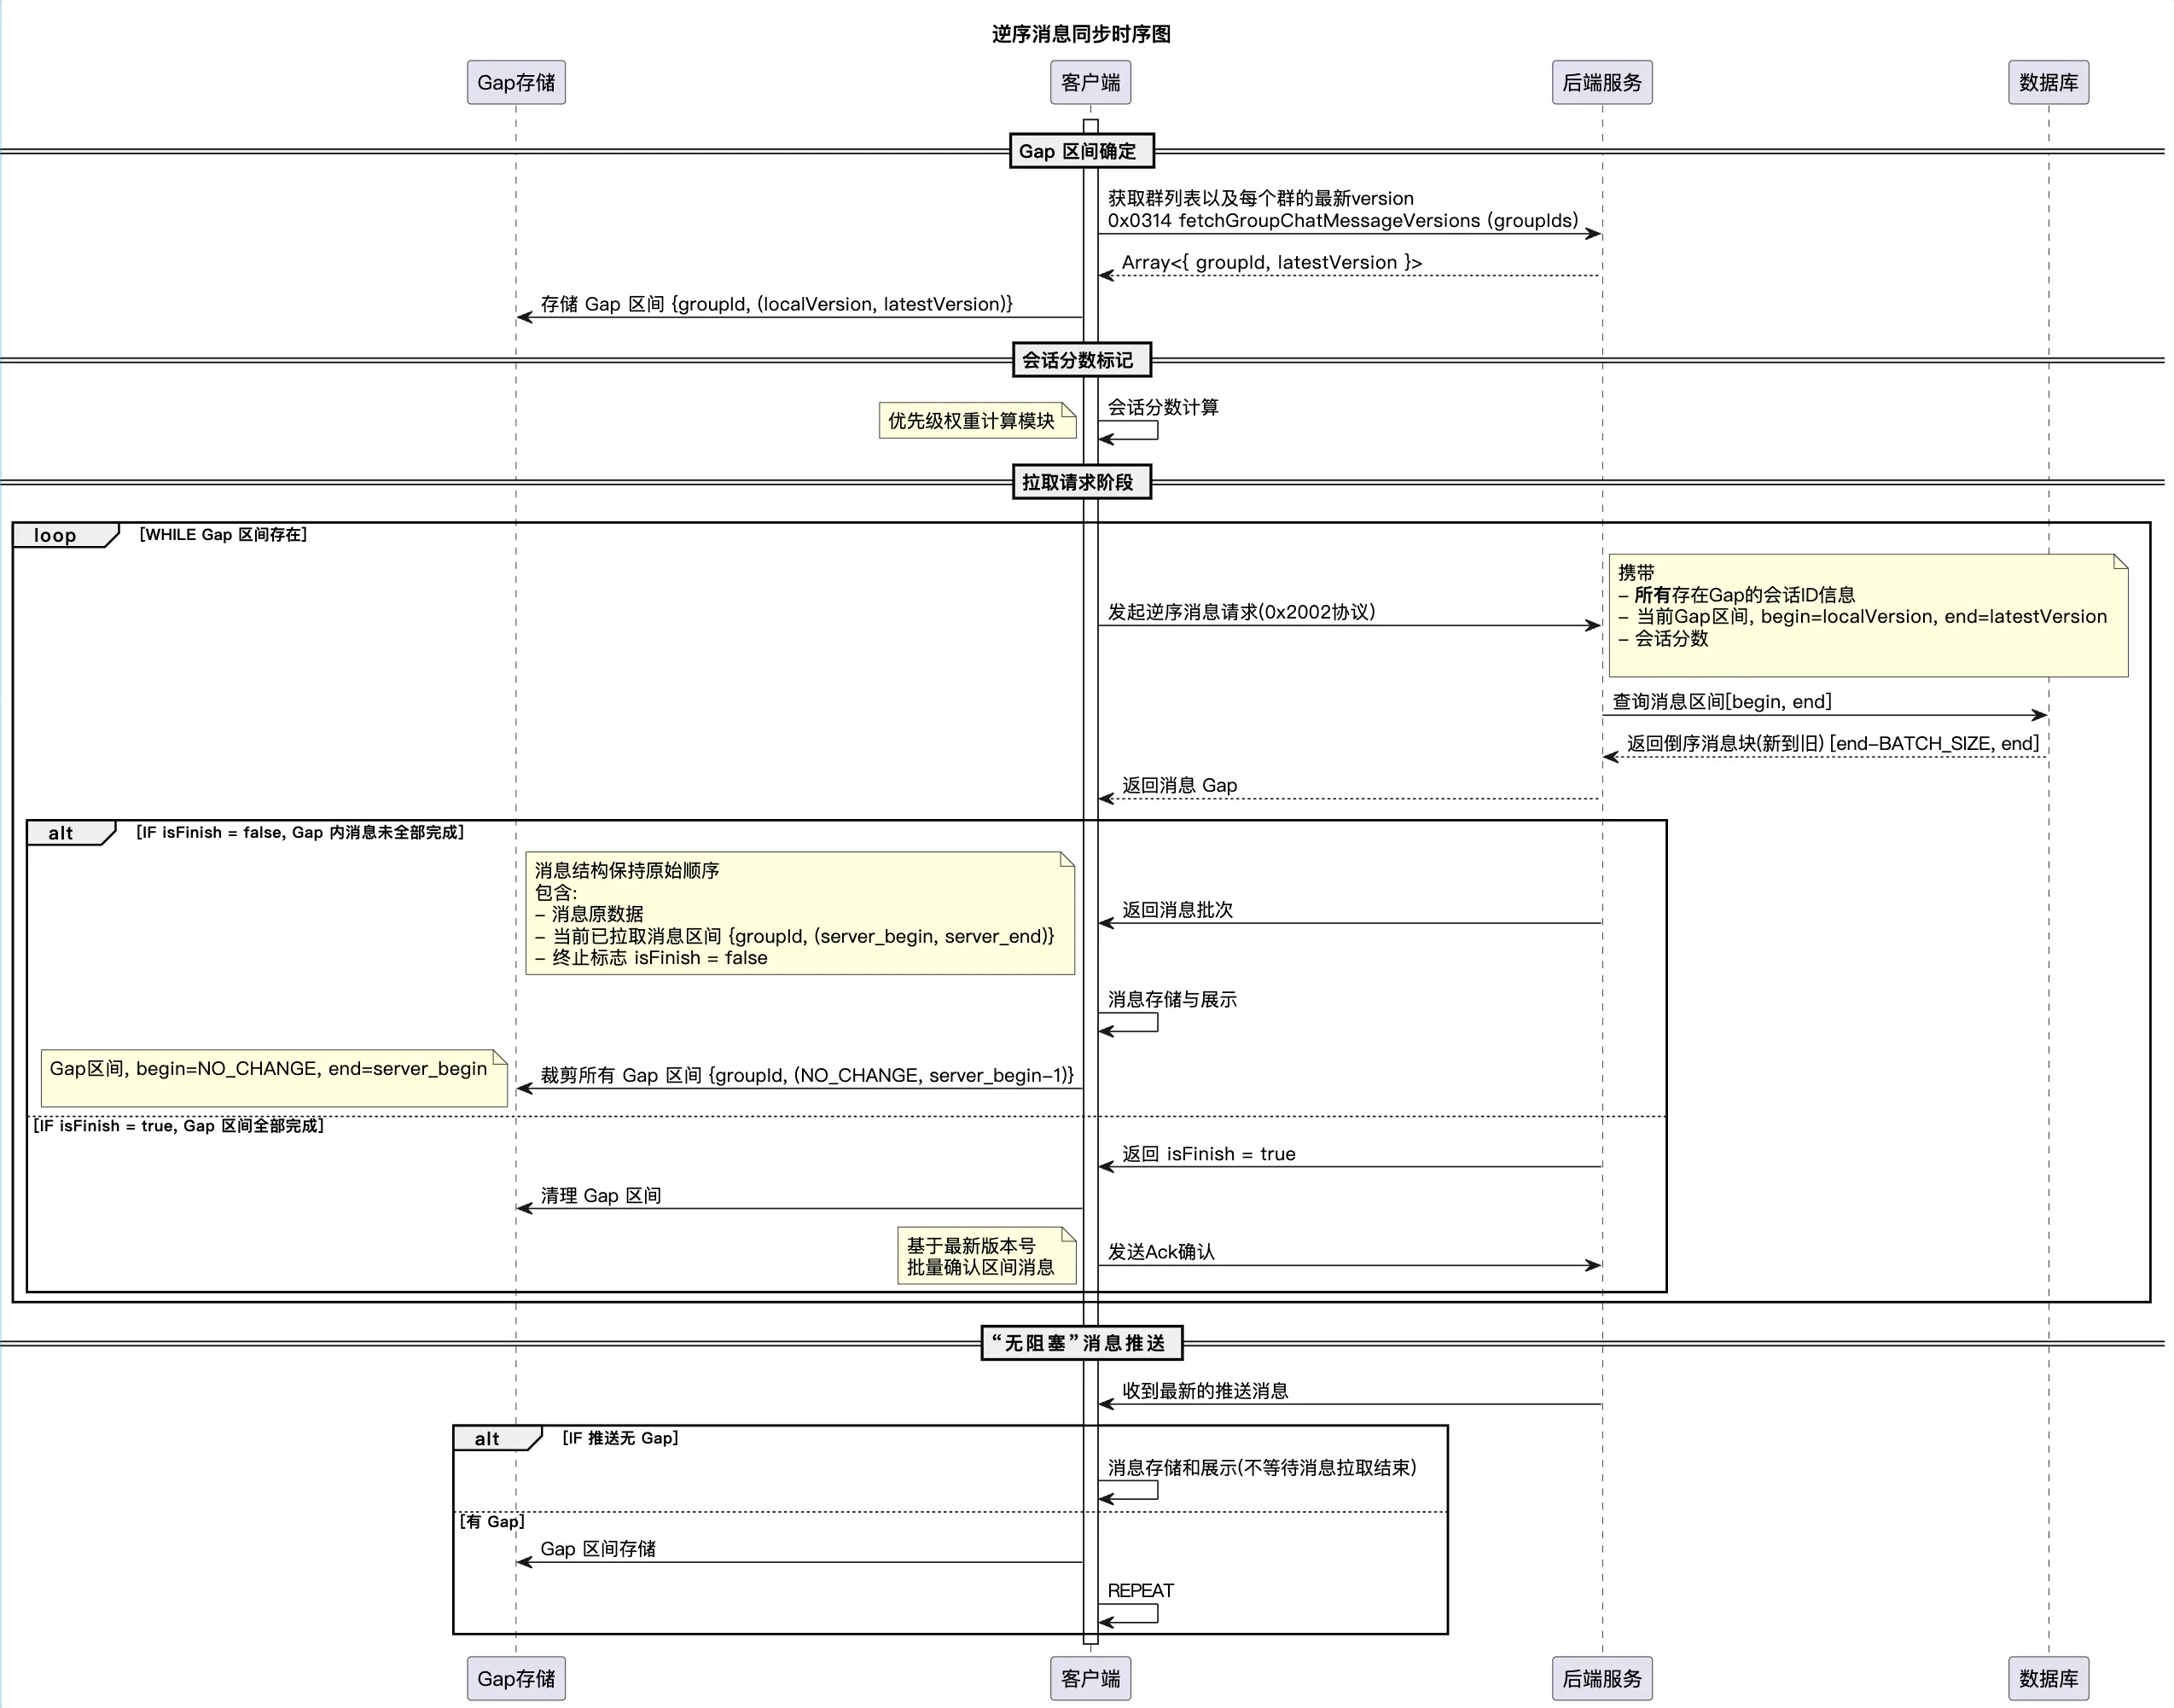 逆序消息同步时序图
Gap存储
客户端
后端服务
数据库
Gap 区间确定
获取群列表以及每个群的最新version
0x0314 fetchGroupChatMessageVersions (groupIds)
Array<{ groupId, latestVersion }>
存储 Gap 区间 {groupId, (localVersion, latestVersion)}
会话分数标记
优先级权重计算模块
会话分数计算
拉取请求阶段
loop
[WHILE Gap 区间存在]
发起逆序消息请求(0x2002协议)
携带
– 所有存在Gap的会话ID信息
– 当前Gap区间, begin=localVersion, end=latestVersion
– 会话分数
查询消息区间[begin, end]
返回倒序消息块(新到旧) [end–BATCH_SIZE, end]
返回消息 Gap
alt
[IF isFinish = false, Gap 内消息未全部完成]
消息结构保持原始顺序
包含:
– 消息原数据
– 当前已拉取消息区间 {groupId, (server_begin, server_end)}
– 终止标志 isFinish = false
返回消息批次
消息存储与展示
Gap区间, begin=NO_CHANGE, end=server_begin
裁剪所有 Gap 区间 {groupId, (NO_CHANGE, server_begin–1)}
[IF isFinish = true, Gap 区间全部完成]
返回 isFinish = true
清理 Gap 区间
基于最新版本号
批量确认区间消息
发送Ack确认
“无阻塞”消息推送
收到最新的推送消息
alt
[IF 推送无 Gap]
消息存储和展示(不等待消息拉取结束)
[有 Gap]
Gap 区间存储
REPEAT
Gap存储
客户端
后端服务
数据库